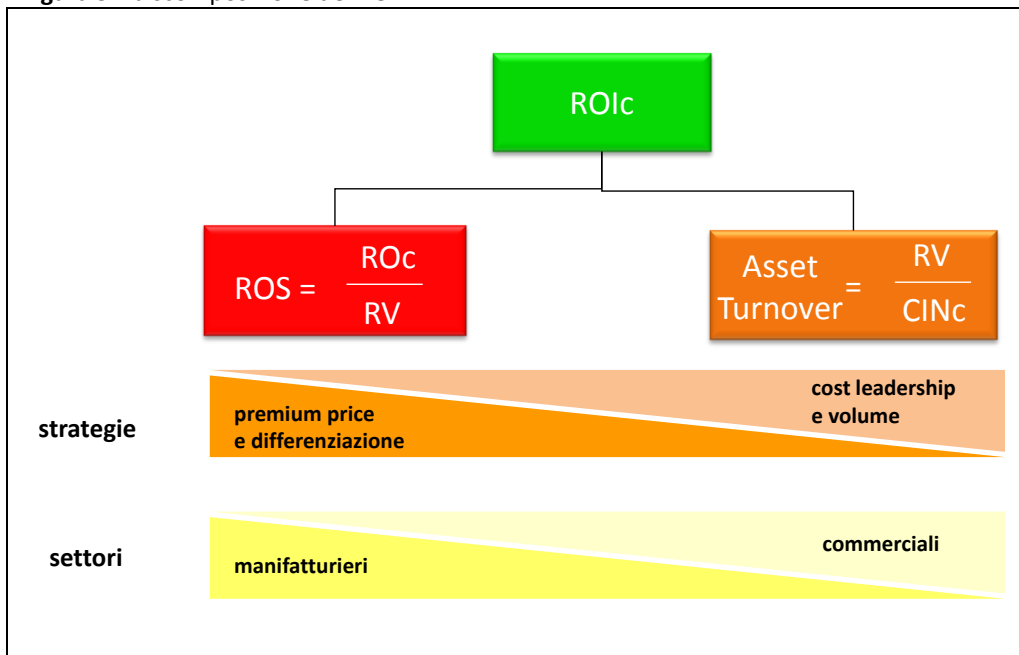 ROIc
ROS = ROc
RV
Asset
Turnover = RV
CINc
strategie
premium price
e differenziazione
cost leadership
e volume
settori
manifatturieri
commerciali